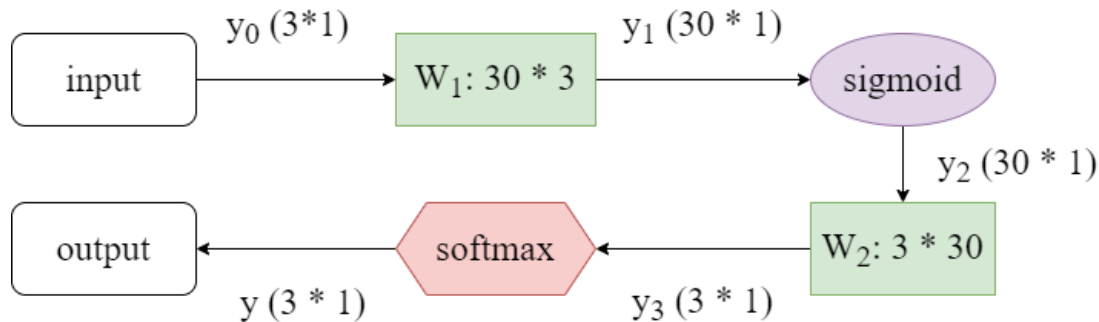 y₀ (3*1)
y₁ (30 * 1)
input
W₁: 30 * 3
sigmoid
y₂ (30 * 1)
output
softmax
W₂: 3 * 30
y (3 * 1)
y₃ (3 * 1)